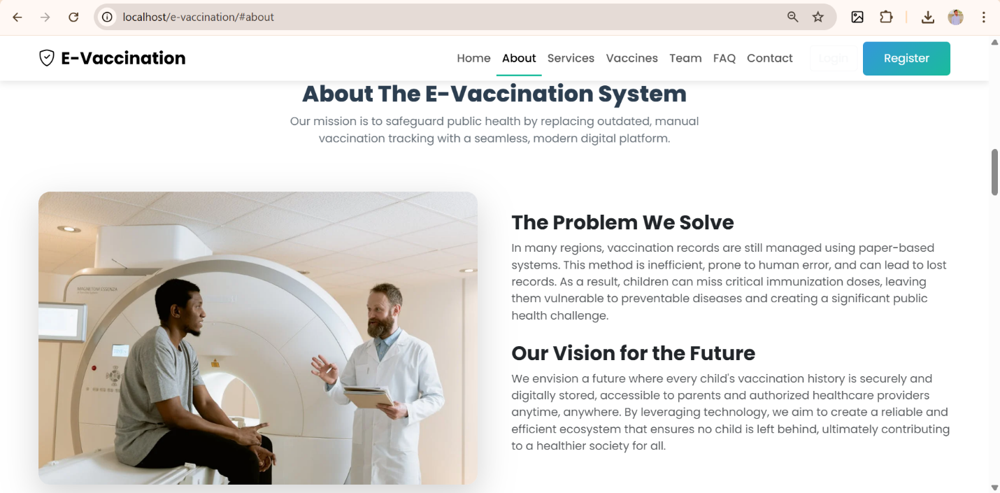 localhost/e-vaccination/#about
E-Vaccination
Home About Services Vaccines Team FAQ Contact Login Register
About The E-Vaccination System
Our mission is to safeguard public health by replacing outdated, manual
vaccination tracking with a seamless, modern digital platform.
MAGNETOM ESSENZA
The Problem We Solve
In many regions, vaccination records are still managed using paper-based
systems. This method is inefficient, prone to human error, and can lead to lost
records. As a result, children can miss critical immunization doses, leaving
them vulnerable to preventable diseases and creating a significant public
health challenge.
Our Vision for the Future
We envision a future where every child's vaccination history is securely and
digitally stored, accessible to parents and authorized healthcare providers
anytime, anywhere. By leveraging technology, we aim to create a reliable and
efficient ecosystem that ensures no child is left behind, ultimately contributing
to a healthier society for all.